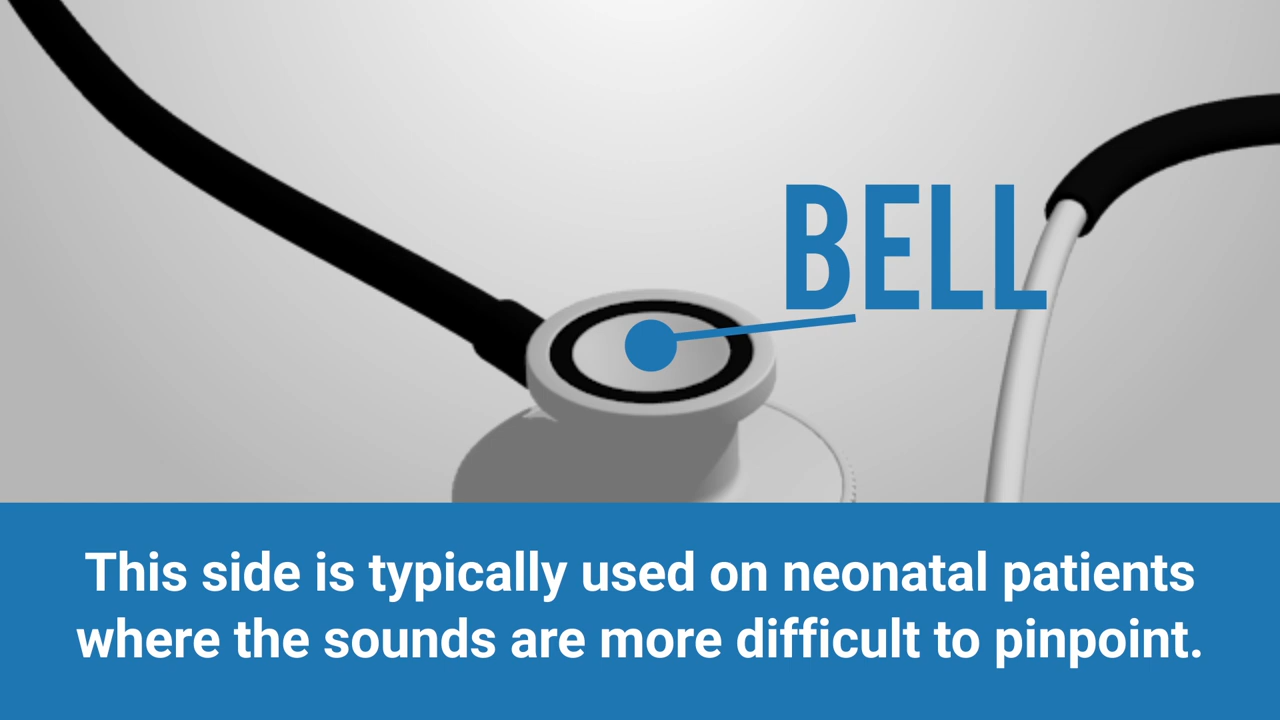 BELL
This side is typically used on neonatal patients
where the sounds are more difficult to pinpoint.